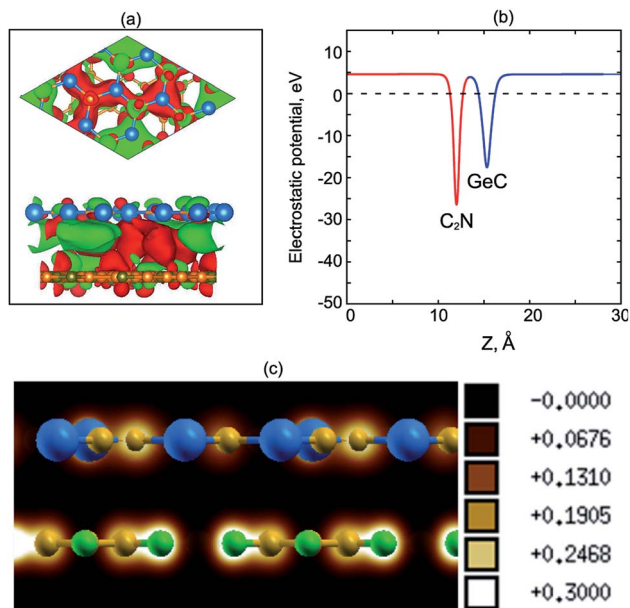 (a)
(b)
Electrostatic potential, eV
10
0
-10
-20
-30
-40
-50
GeC
C₂N
0
10
20
30
Z, Å
(c)
-0.0000
+0.0676
+0.1310
+0.1905
+0.2468
+0.3000